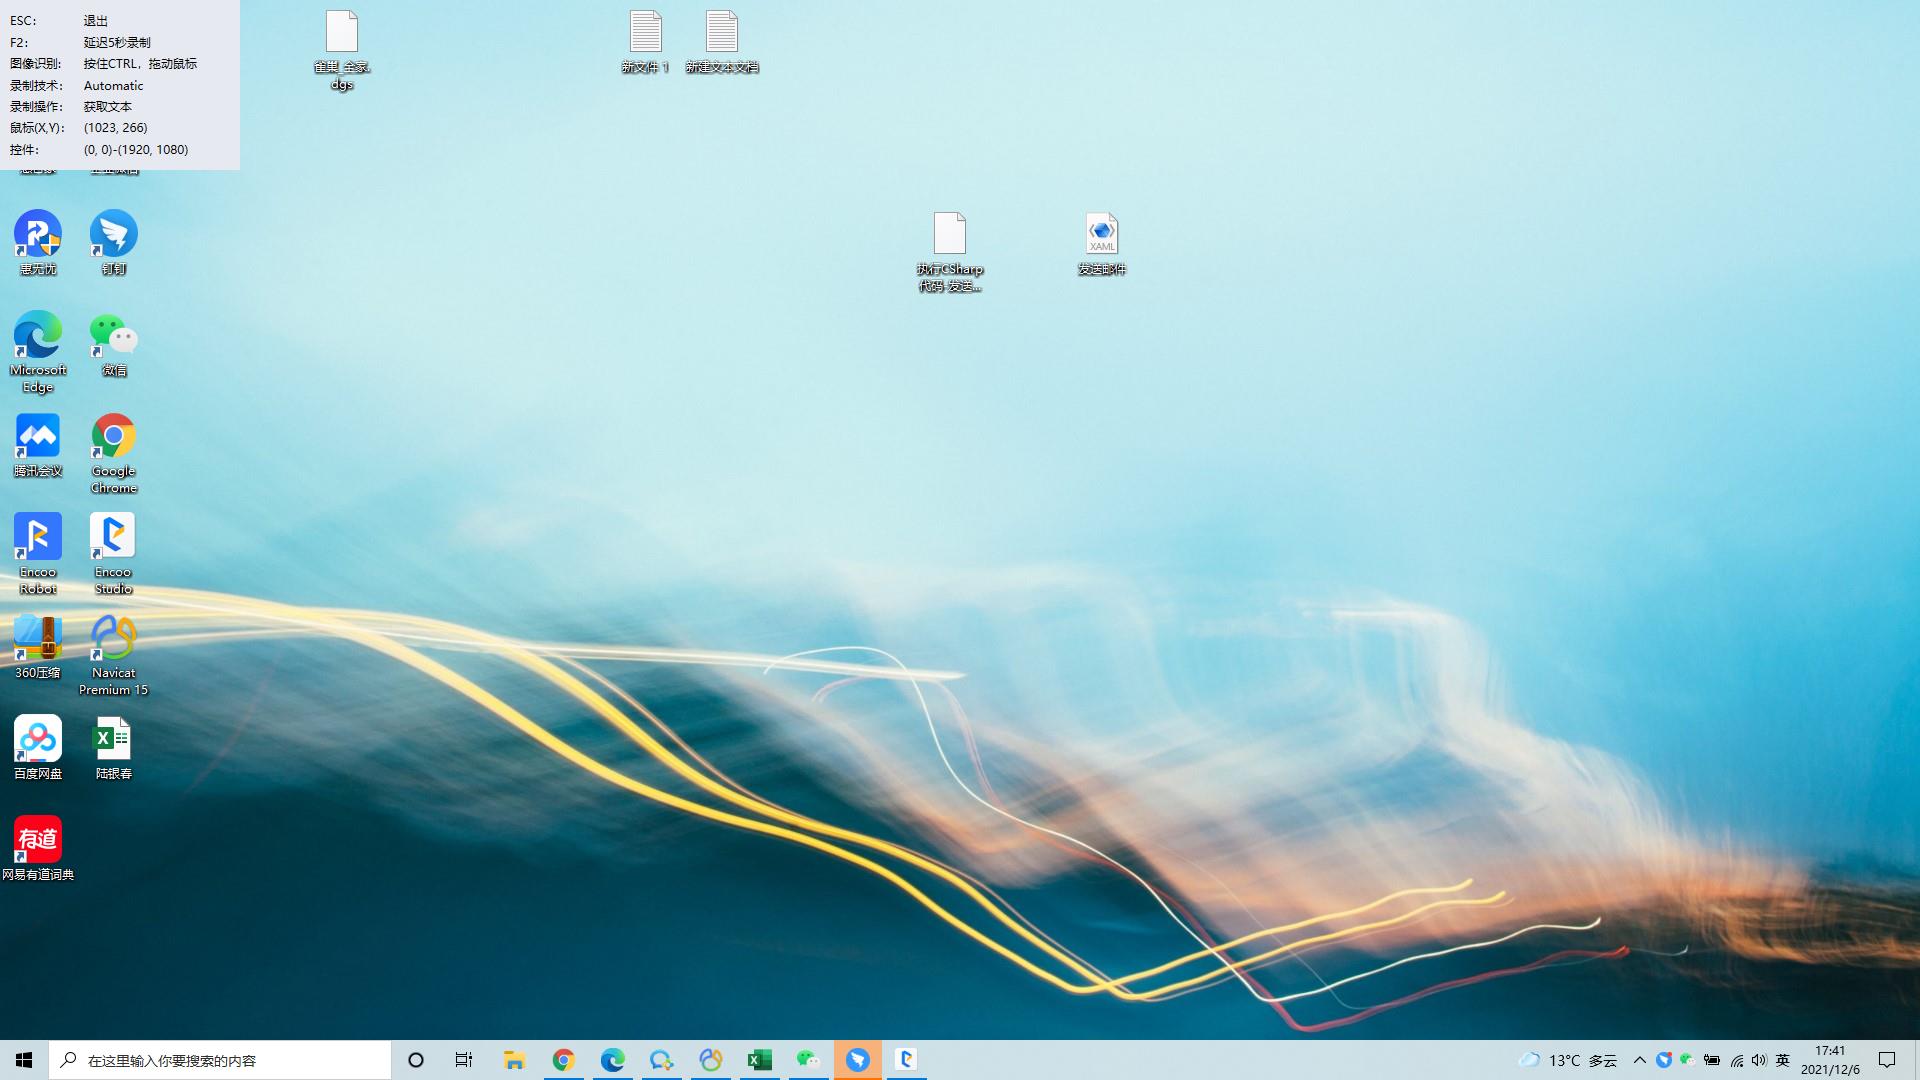 ESC: 退出
F2: 延迟5秒录制
图像识别: 按住CTRL，拖动鼠标
录制技术: Automatic
录制操作: 获取文本
鼠标(X,Y): (1023, 266)
控件: (0, 0)-(1920, 1080)
雀巢_全家.
dgs
新文件 1
新建文本文档
企业微信
惠无忧
钉钉
XAML
执行CSharp
代码-发送...
发送邮件
Microsoft
Edge
微信
腾讯会议
Google
Chrome
Encoo
Robot
Encoo
Studio
360压缩
Navicat
Premium 15
百度网盘
陆银春
有道
网易有道词典
在这里输入你要搜索的内容
13°C 多云
英
17:41
2021/12/6